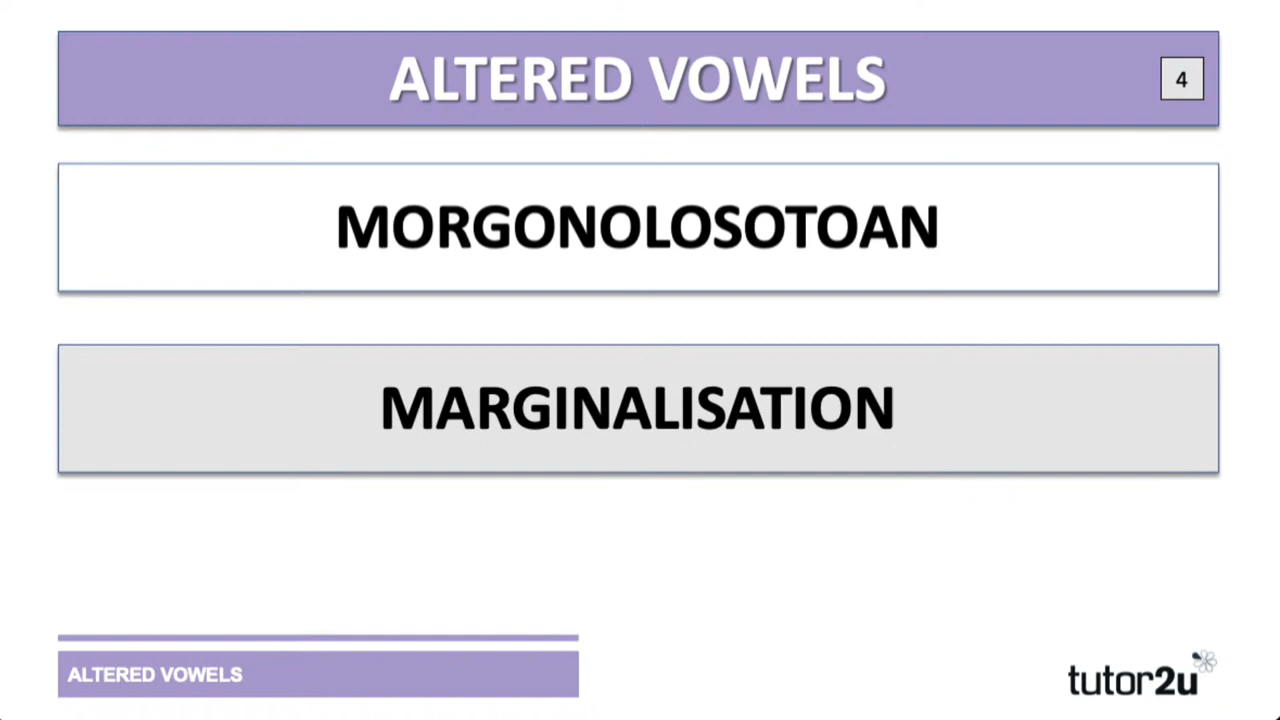 ALTERED VOWELS
4
MORGONOLOSOTOAN
MARGINALISATION
ALTERED VOWELS
tutor2u